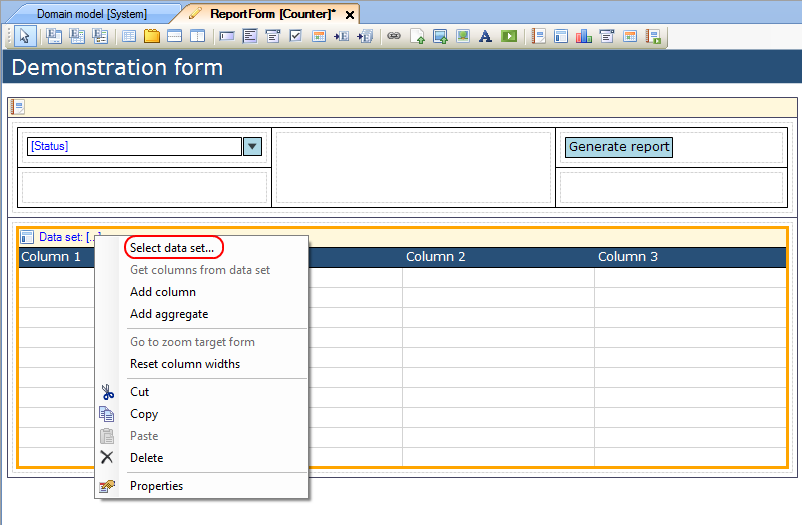 Domain model [System]
ReportForm [Counter]*
Demonstration form
[Status]
Generate report
Data set: [...]
Column 1
Column 2
Column 3
Select data set...
Get columns from data set
Add column
Add aggregate
Go to zoom target form
Reset column widths
Cut
Copy
Paste
Delete
Properties